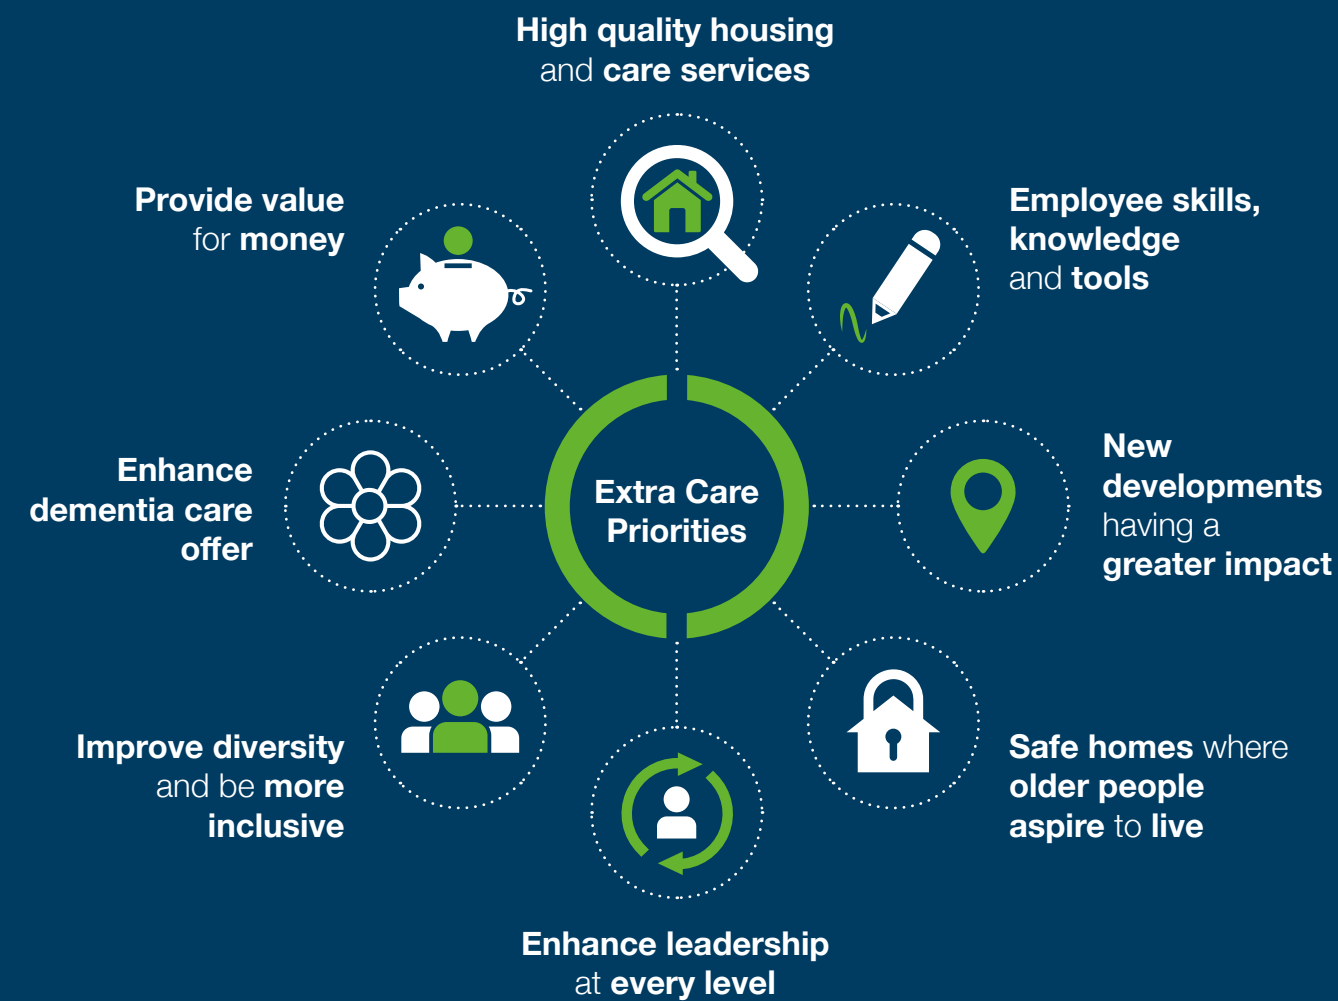 High quality housing
and care services
Employee skills,
knowledge
and tools
New
developments
having a
greater impact
Safe homes where
older people
aspire to live
Enhance leadership
at every level
Improve diversity
and be more
inclusive
Enhance
dementia care
offer
Provide value
for money
Extra Care
Priorities